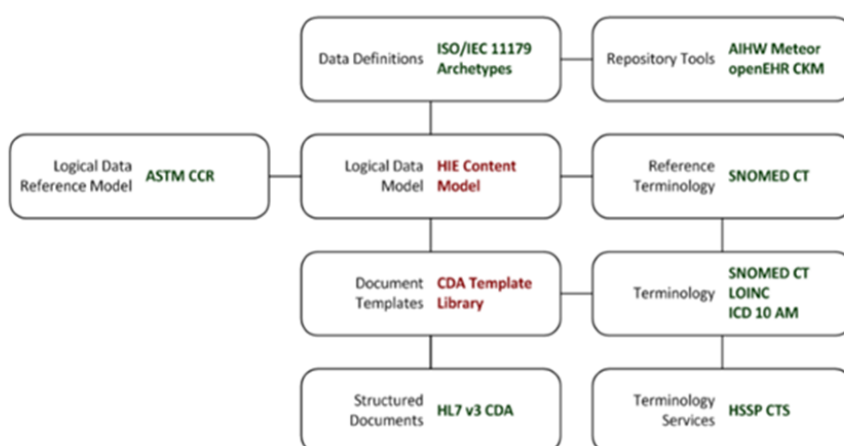 Data Definitions
ISO/IEC 11179
Archetypes
Repository Tools
AIHW Meteor
openEHR CKM
Logical Data
Reference Model
ASTM CCR
Logical Data
Model
HIE Content
Model
Reference
Terminology
SNOMED CT
Document
Templates
CDA Template
Library
Terminology
SNOMED CT
LOINC
ICD 10 AM
Structured
Documents
HL7 v3 CDA
Terminology
Services
HSSP CTS